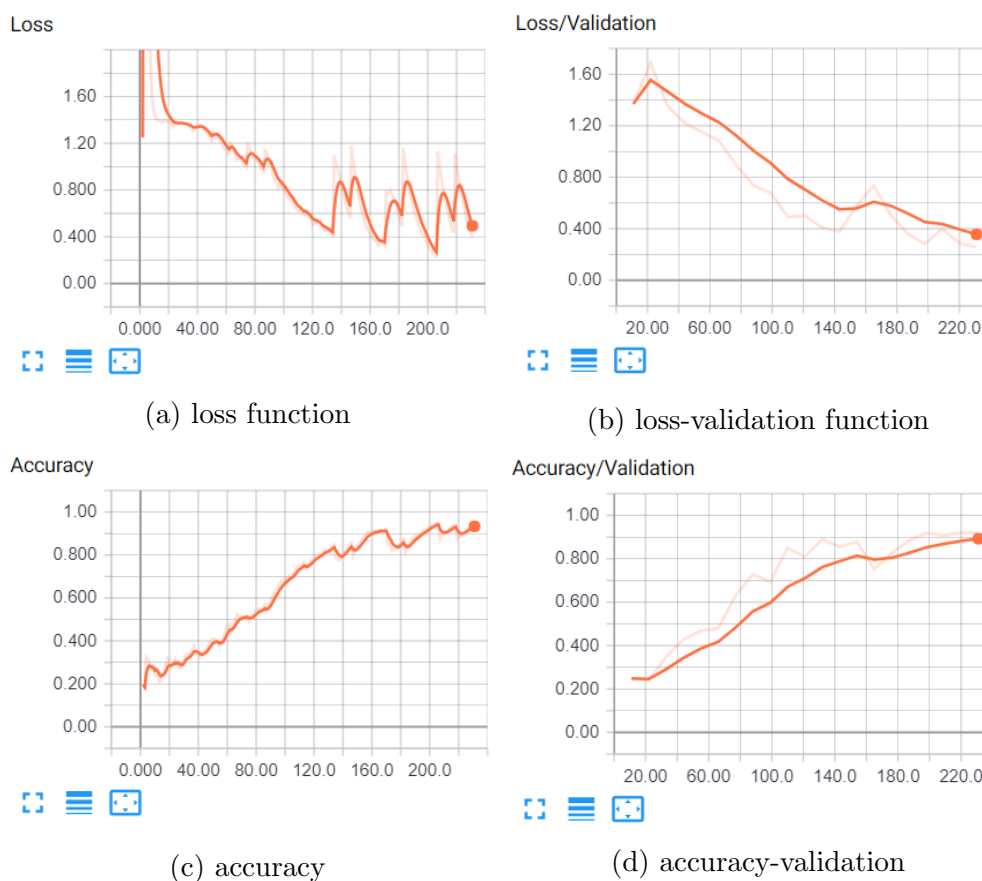 Loss
1.60
1.20
0.800
0.400
0.00
0.000 40.00 80.00 120.0 160.0 200.0
(a) loss function
Loss/Validation
1.60
1.20
0.800
0.400
0.00
20.00 60.00 100.0 140.0 180.0 220.0
(b) loss-validation function
Accuracy
1.00
0.800
0.600
0.400
0.200
0.00
0.000 40.00 80.00 120.0 160.0 200.0
(c) accuracy
Accuracy/Validation
1.00
0.800
0.600
0.400
0.200
0.00
20.00 60.00 100.0 140.0 180.0 220.0
(d) accuracy-validation